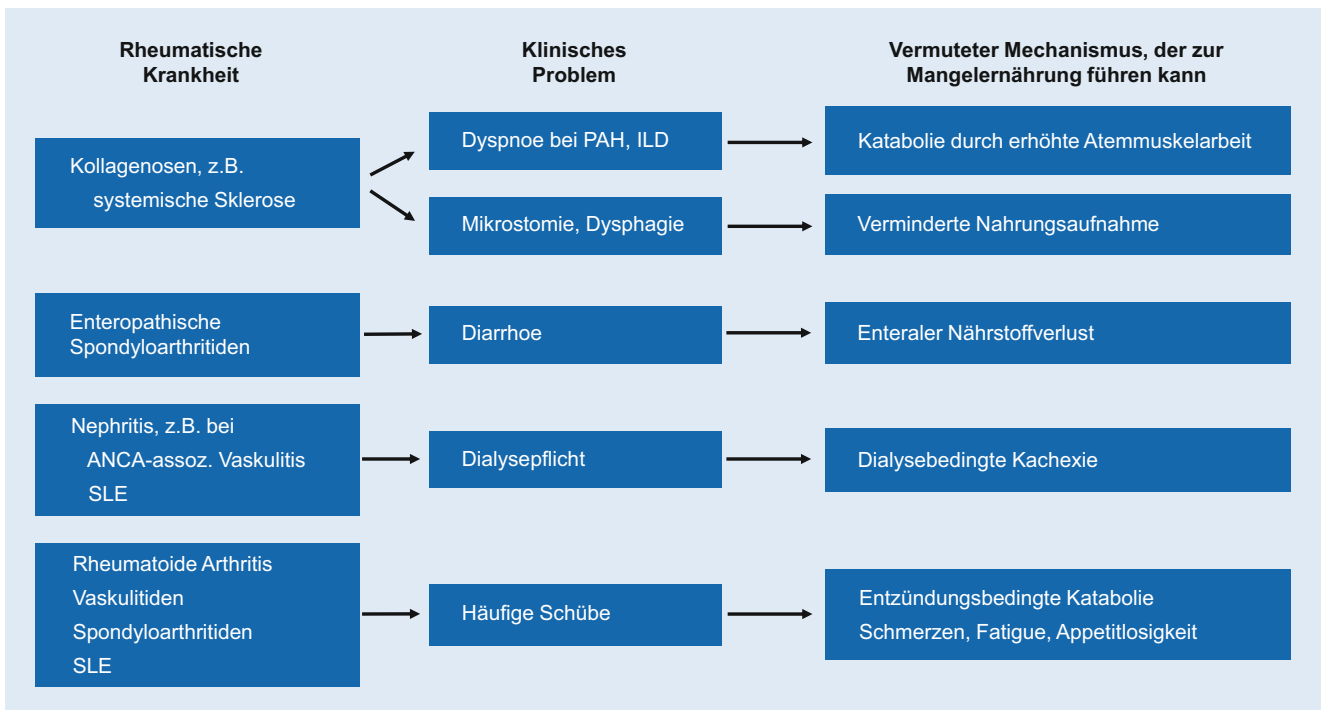 Rheumatische
Krankheit
Klinisches
Problem
Vermuteter Mechanismus, der zur
Mangelernährung führen kann
Kollagenosen, z.B.
systemische Sklerose
Dyspnoe bei PAH, ILD
Katabolie durch erhöhte Atemmuskelarbeit
Mikrostomie, Dysphagie
Verminderte Nahrungsaufnahme
Enteropathische
Spondyloarthritiden
Diarrhoe
Enteraler Nährstoffverlust
Nephritis, z.B. bei
ANCA-assoz. Vaskulitis
SLE
Dialysepflicht
Dialysebedingte Kachexie
Rheumatoide Arthritis
Vaskulitiden
Spondyloarthritiden
SLE
Häufige Schübe
Entzündungsbedingte Katabolie
Schmerzen, Fatigue, Appetitlosigkeit